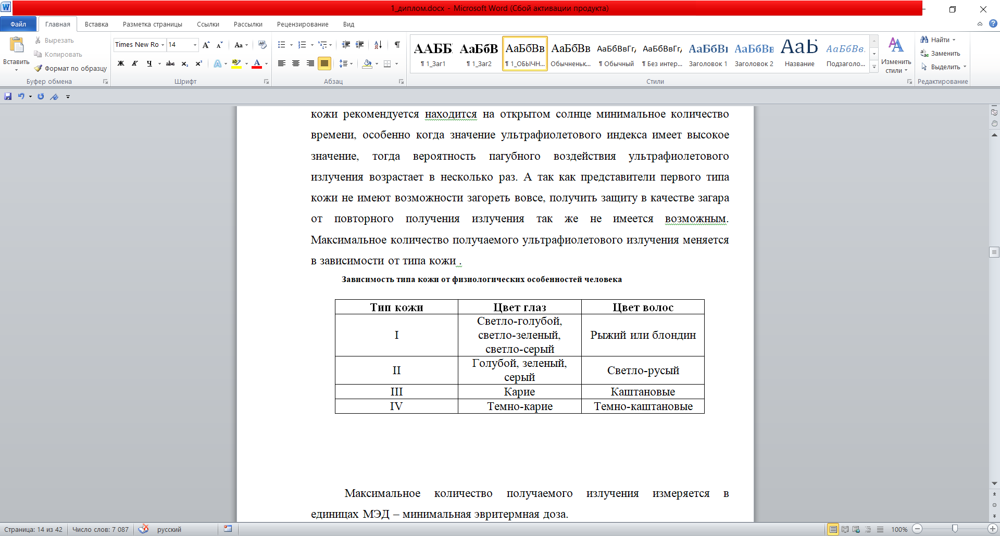 1_диплом.docx - Microsoft Word (Сбой активации продукта)
Файл Главная Вставка Разметка страницы Ссылки Рассылки Рецензирование Вид
Вставить
Вырезать
Копировать
Формат по образцу
Буфер обмена
Times New Ro 14
Aa
Ж К Ч abc x₂ x²
Шрифт
Абзац
ААББ АаБбВ АаБбВв АаБбВв АаБбВвГг, АаБбВвГг, АаБбВı АаБбВв АаБ АаБбВв.
¶ 1_Заг1 ¶ 1_Заг2 ¶ 1_ОБЫЧН... Обычненьк... ¶ Обычный ¶ Без интер... Заголовок 1 Заголовок 2 Название Подзаголо...
Изменить
стили
Стили
Найти
Заменить
Выделить
Редактирование
кожи рекомендуется находится на открытом солнце минимальное количество
времени, особенно когда значение ультрафиолетового индекса имеет высокое
значение, тогда вероятность пагубного воздействия ультрафиолетового
излучения возрастает в несколько раз. А так как представители первого типа
кожи не имеют возможности загореть вовсе, получить защиту в качестве загара
от повторного получения излучения так же не имеется возможным.
Максимальное количество получаемого ультрафиолетового излучения меняется
в зависимости от типа кожи .
Зависимость типа кожи от физиологических особенностей человека
Тип кожи Цвет глаз Цвет волос
I Светло-голубой, светло-зеленый, светло-серый Рыжий или блондин
II Голубой, зеленый, серый Светло-русый
III Карие Каштановые
IV Темно-карие Темно-каштановые
Максимальное количество получаемого излучения измеряется в
единицах МЭД – минимальная эвритермная доза.
Страница: 14 из 42 Число слов: 7 087 русский 100%